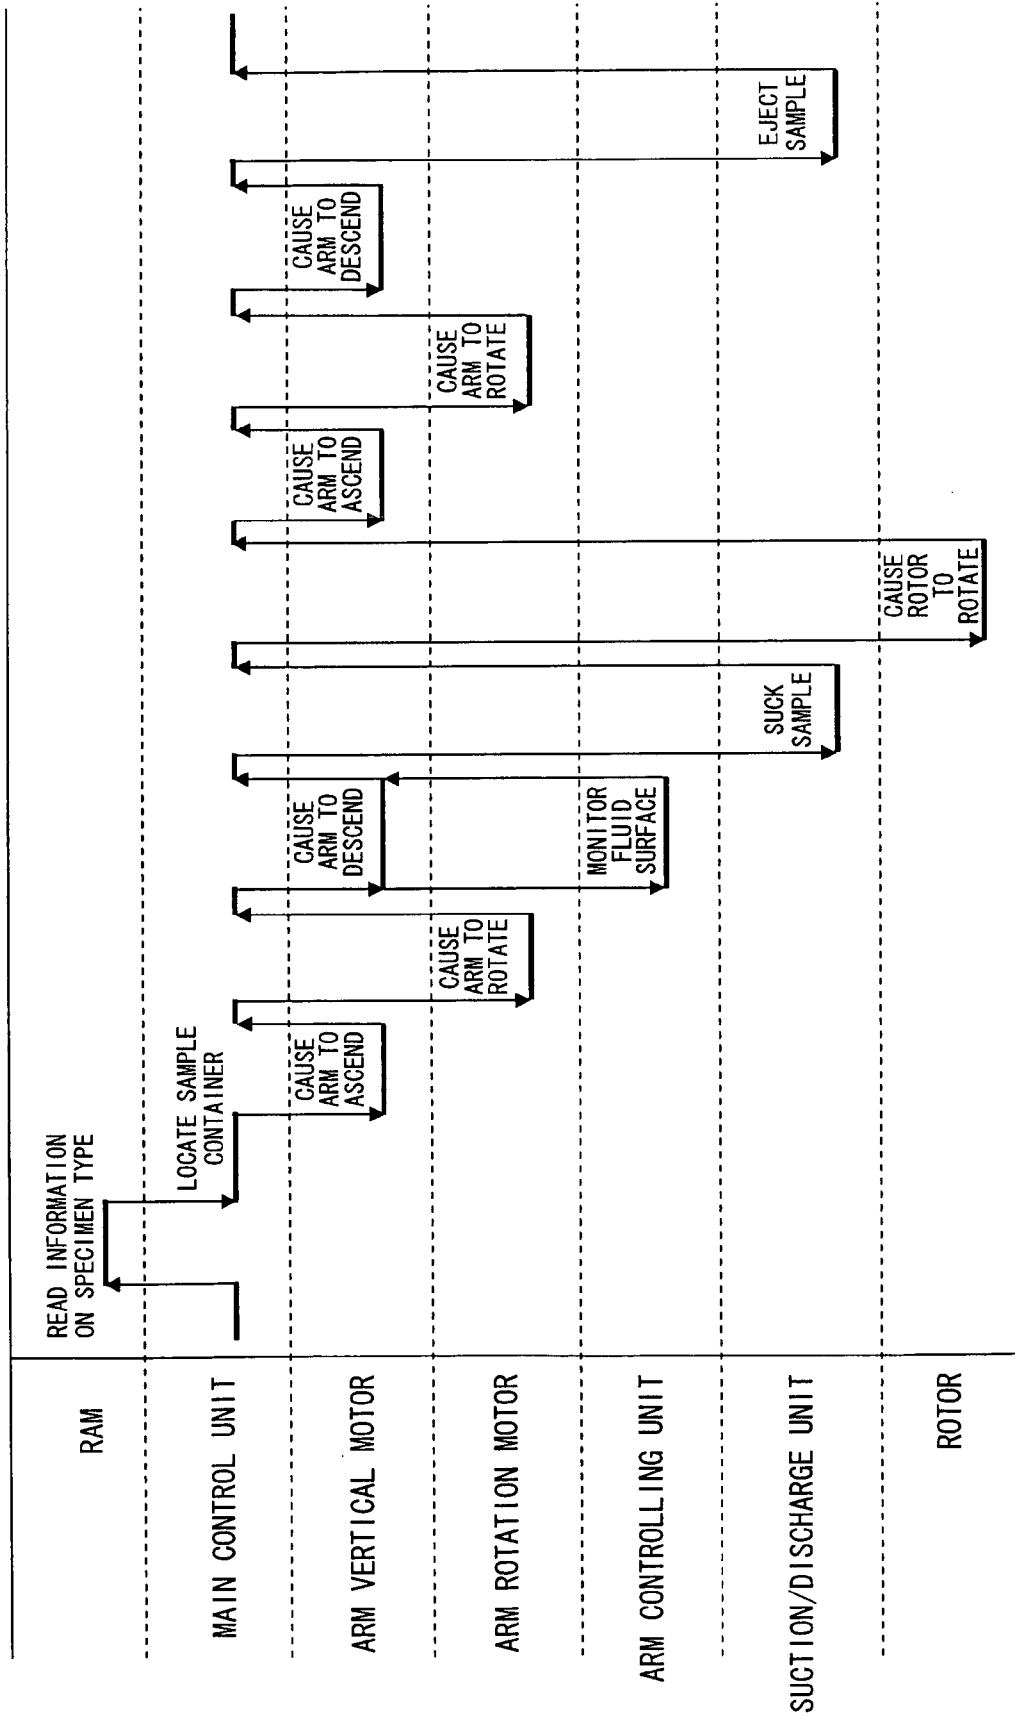 RAM
READ INFORMATION
ON SPECIMEN TYPE
MAIN CONTROL UNIT
LOCATE SAMPLE
CONTAINER
ARM VERTICAL MOTOR
CAUSE
ARM TO
ASCEND
CAUSE
ARM TO
DESCEND
CAUSE
ARM TO
ASCEND
CAUSE
ARM TO
DESCEND
ARM ROTATION MOTOR
CAUSE
ARM TO
ROTATE
CAUSE
ARM TO
ROTATE
ARM CONTROLLING UNIT
MONITOR
FLUID
SURFACE
SUCTION/DISCHARGE UNIT
SUCK
SAMPLE
EJECT
SAMPLE
ROTOR
CAUSE
ROTOR
TO
ROTATE